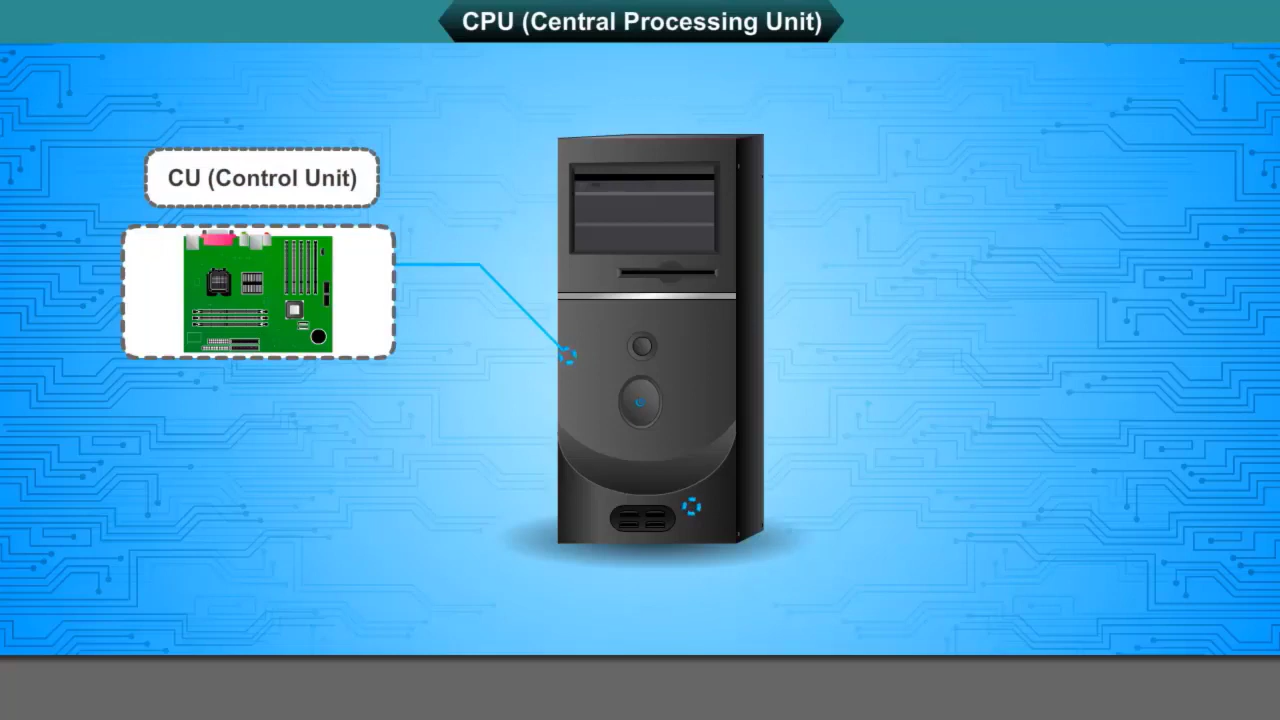 CPU (Central Processing Unit)
CU (Control Unit)